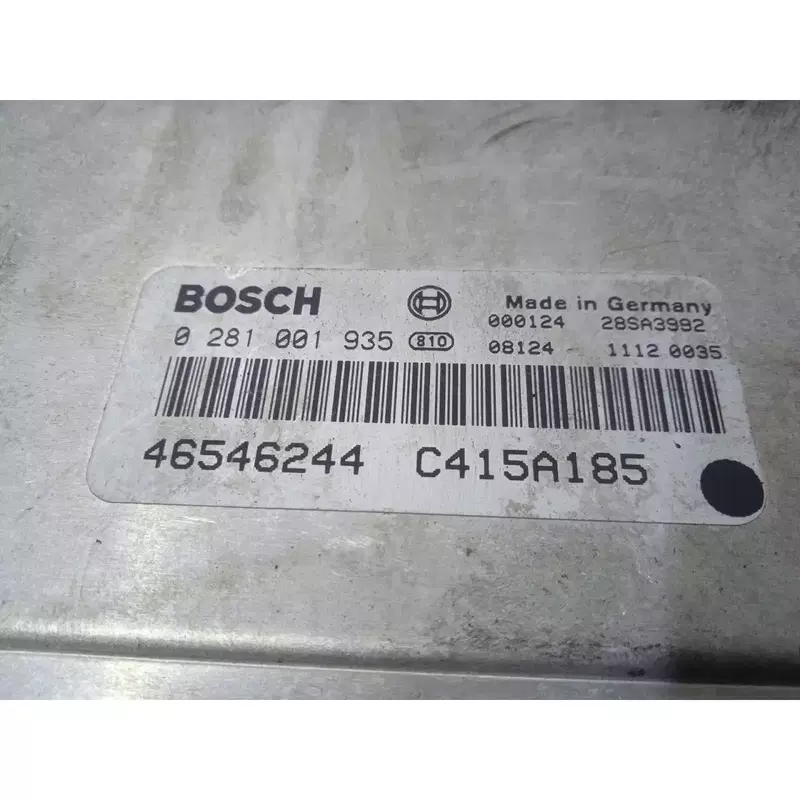 BOSCH Made in Germany
000124 28SA3992
0 281 001 935 810 08124 - 1112 0035
46546244 C415A185